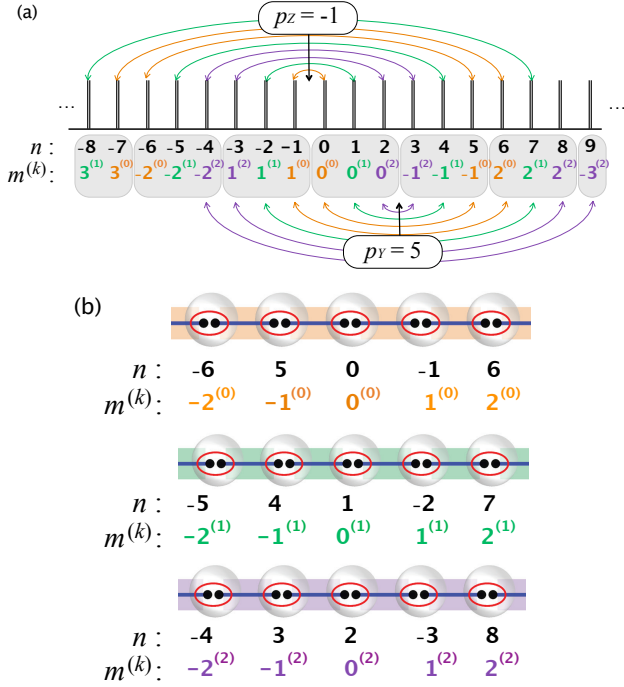 (a)
p_Z = -1
... ...
n : -8 -7 -6 -5 -4 -3 -2 -1 0 1 2 3 4 5 6 7 8 9
m^(k): 3^(1) 3^(0) -2^(0) -2^(1) -2^(2) 1^(2) 1^(1) 1^(0) 0^(0) 0^(1) 0^(2) -1^(2) -1^(1) -1^(0) 2^(0) 2^(1) 2^(2) -3^(2)
p_Y = 5
(b)
n : -6 5 0 -1 6
m^(k) : -2^(0) -1^(0) 0^(0) 1^(0) 2^(0)
n : -5 4 1 -2 7
m^(k) : -2^(1) -1^(1) 0^(1) 1^(1) 2^(1)
n : -4 3 2 -3 8
m^(k) : -2^(2) -1^(2) 0^(2) 1^(2) 2^(2)